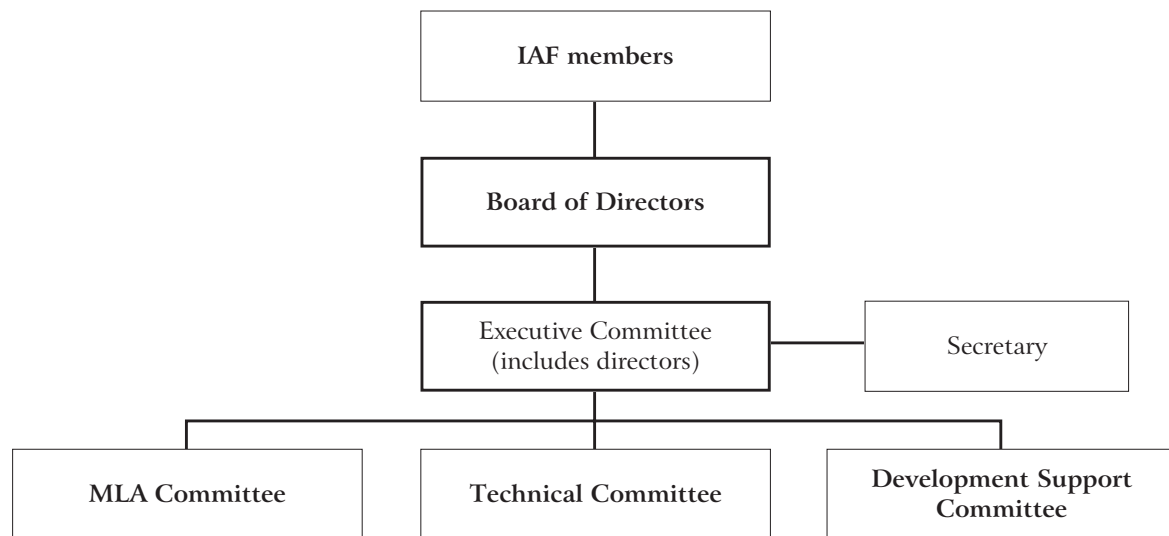 IAF members
Board of Directors
Executive Committee
(includes directors)
Secretary
MLA Committee
Technical Committee
Development Support
Committee